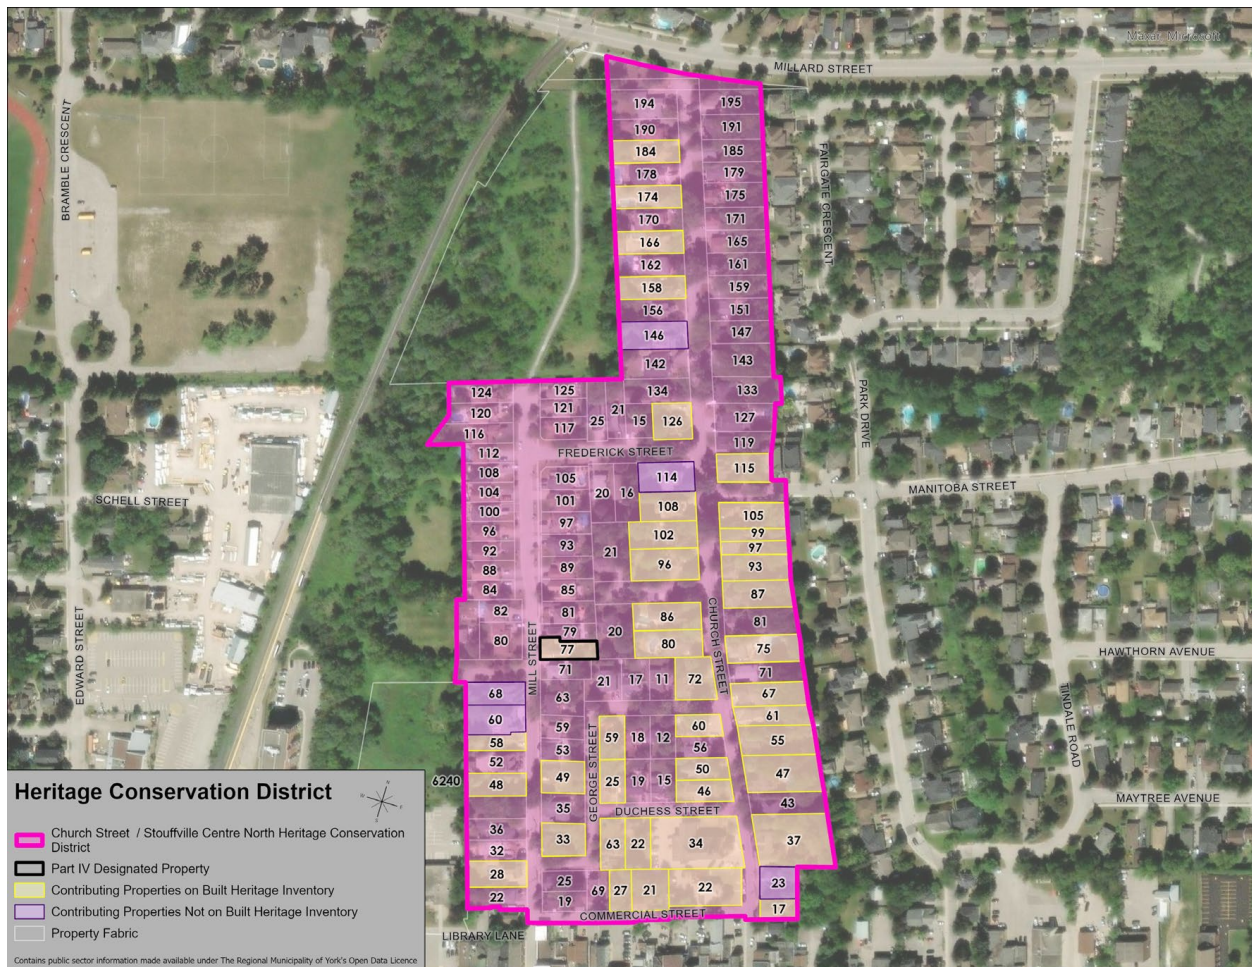 Maxar, Microsoft
MILLARD STREET
BRAMBLE CRESCENT
FAIRGATE CRESCENT
194 195
190 191
184 185
178 179
174 175
170 171
166 165
162 161
158 159
156 151
146 147
142 143
124 125 134 133
120 121 21 127
116 117 25 15 126 119
FREDERICK STREET
PARK DRIVE
112
108 105 114 115
104 101 20 16 108
100 97 102 105
96 93 21 99
92 89 96 97
88 85 93
84 87
SCHELL STREET
MANITOBA STREET
82 81 86 81
80 79 20 80 75
77
71 21 17 11 72 71
MILL STREET
CHURCH STREET
EDWARD STREET
HAWTHORN AVENUE
TINDALE ROAD
68 63 67
60 59 59 18 12 60 61
58 53 56 55
52 50
6240 48 49 25 19 15 46 47
GEORGE STREET
35 DUCHESS STREET 43
MAYTREE AVENUE
36 33 63 22 34 37
32
28 25 69 27 21 22 23
22 19 17
COMMERCIAL STREET
LIBRARY LANE
Heritage Conservation District
N
E
S
W
Church Street / Stouffville Centre North Heritage Conservation
District
Part IV Designated Property
Contributing Properties on Built Heritage Inventory
Contributing Properties Not on Built Heritage Inventory
Property Fabric
Contains public sector information made available under The Regional Municipality of York's Open Data Licence